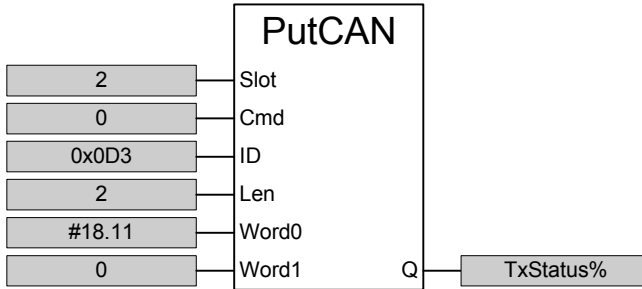 PutCAN
2 Slot
0 Cmd
0x0D3 ID
2 Len
#18.11 Word0
0 Word1 Q TxStatus%